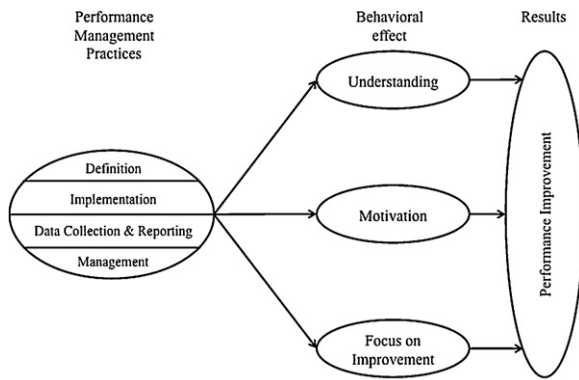 Performance
Management
Practices
Behavioral
effect
Results
Understanding
Definition
Implementation
Data Collection & Reporting
Management
Motivation
Focus on
Improvement
Performance Improvement